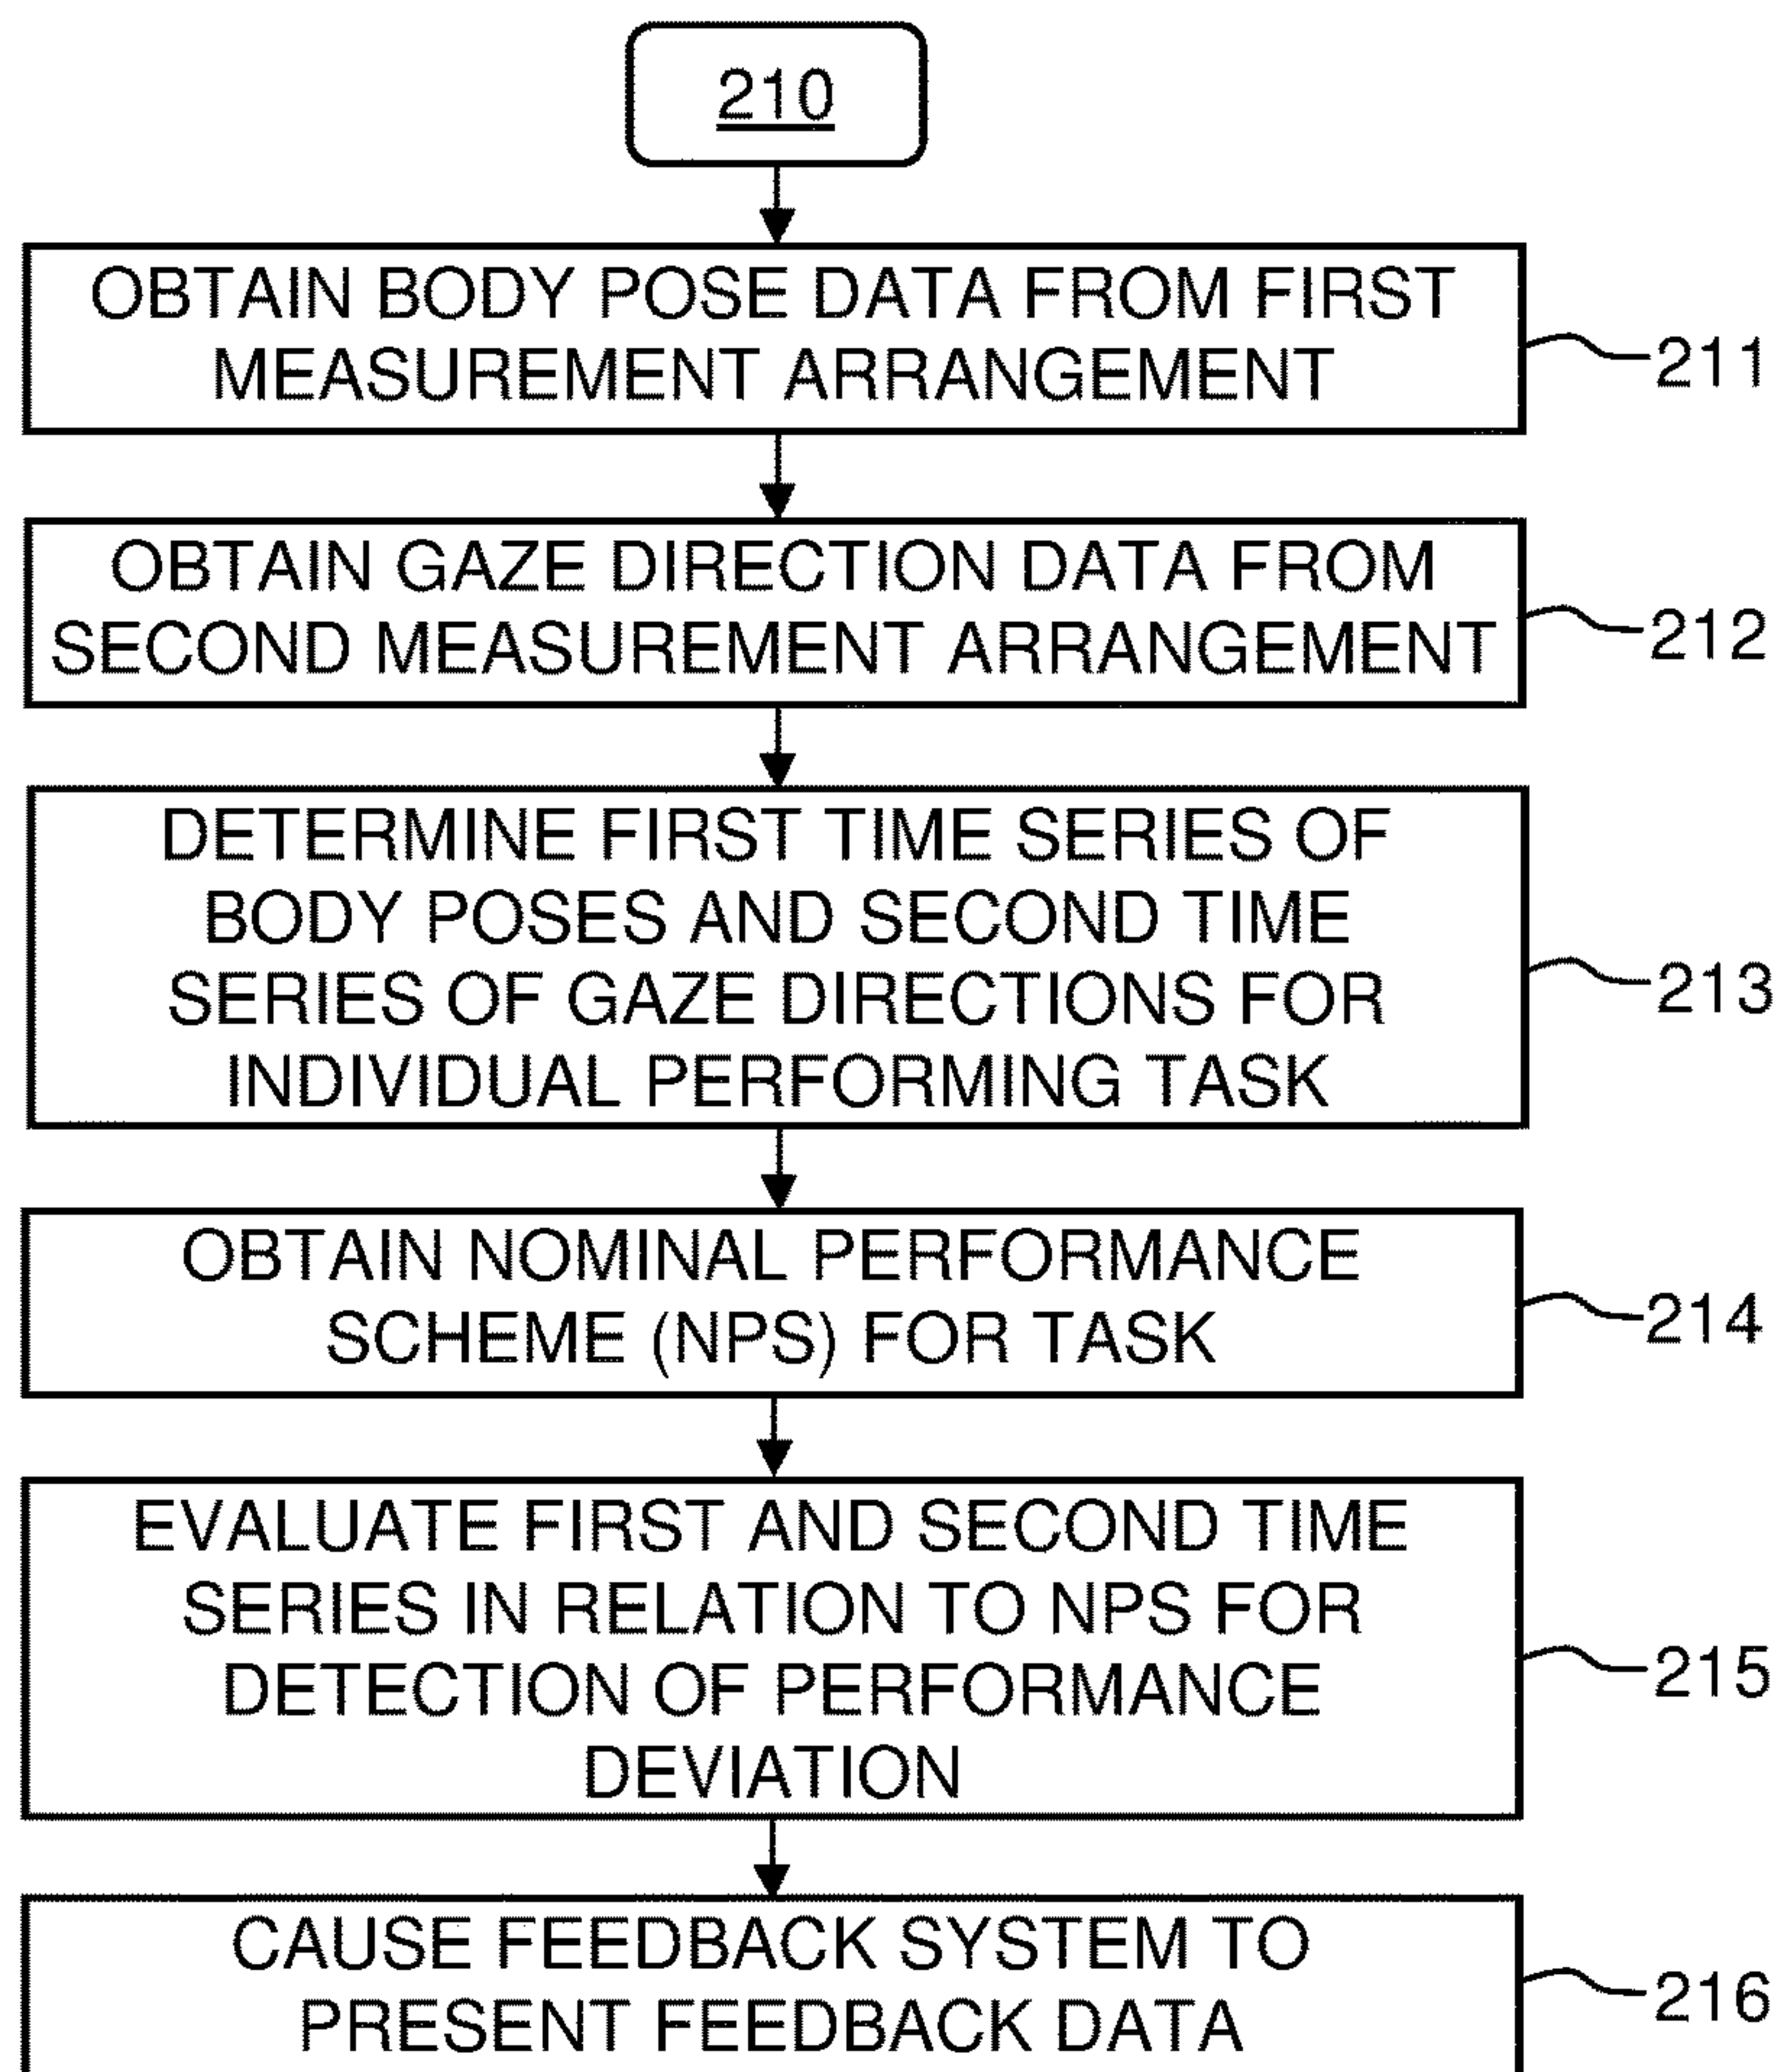 210
OBTAIN BODY POSE DATA FROM FIRST
MEASUREMENT ARRANGEMENT
211
OBTAIN GAZE DIRECTION DATA FROM
SECOND MEASUREMENT ARRANGEMENT
212
DETERMINE FIRST TIME SERIES OF
BODY POSES AND SECOND TIME
SERIES OF GAZE DIRECTIONS FOR
INDIVIDUAL PERFORMING TASK
213
OBTAIN NOMINAL PERFORMANCE
SCHEME (NPS) FOR TASK
214
EVALUATE FIRST AND SECOND TIME
SERIES IN RELATION TO NPS FOR
DETECTION OF PERFORMANCE
DEVIATION
215
CAUSE FEEDBACK SYSTEM TO
PRESENT FEEDBACK DATA
216